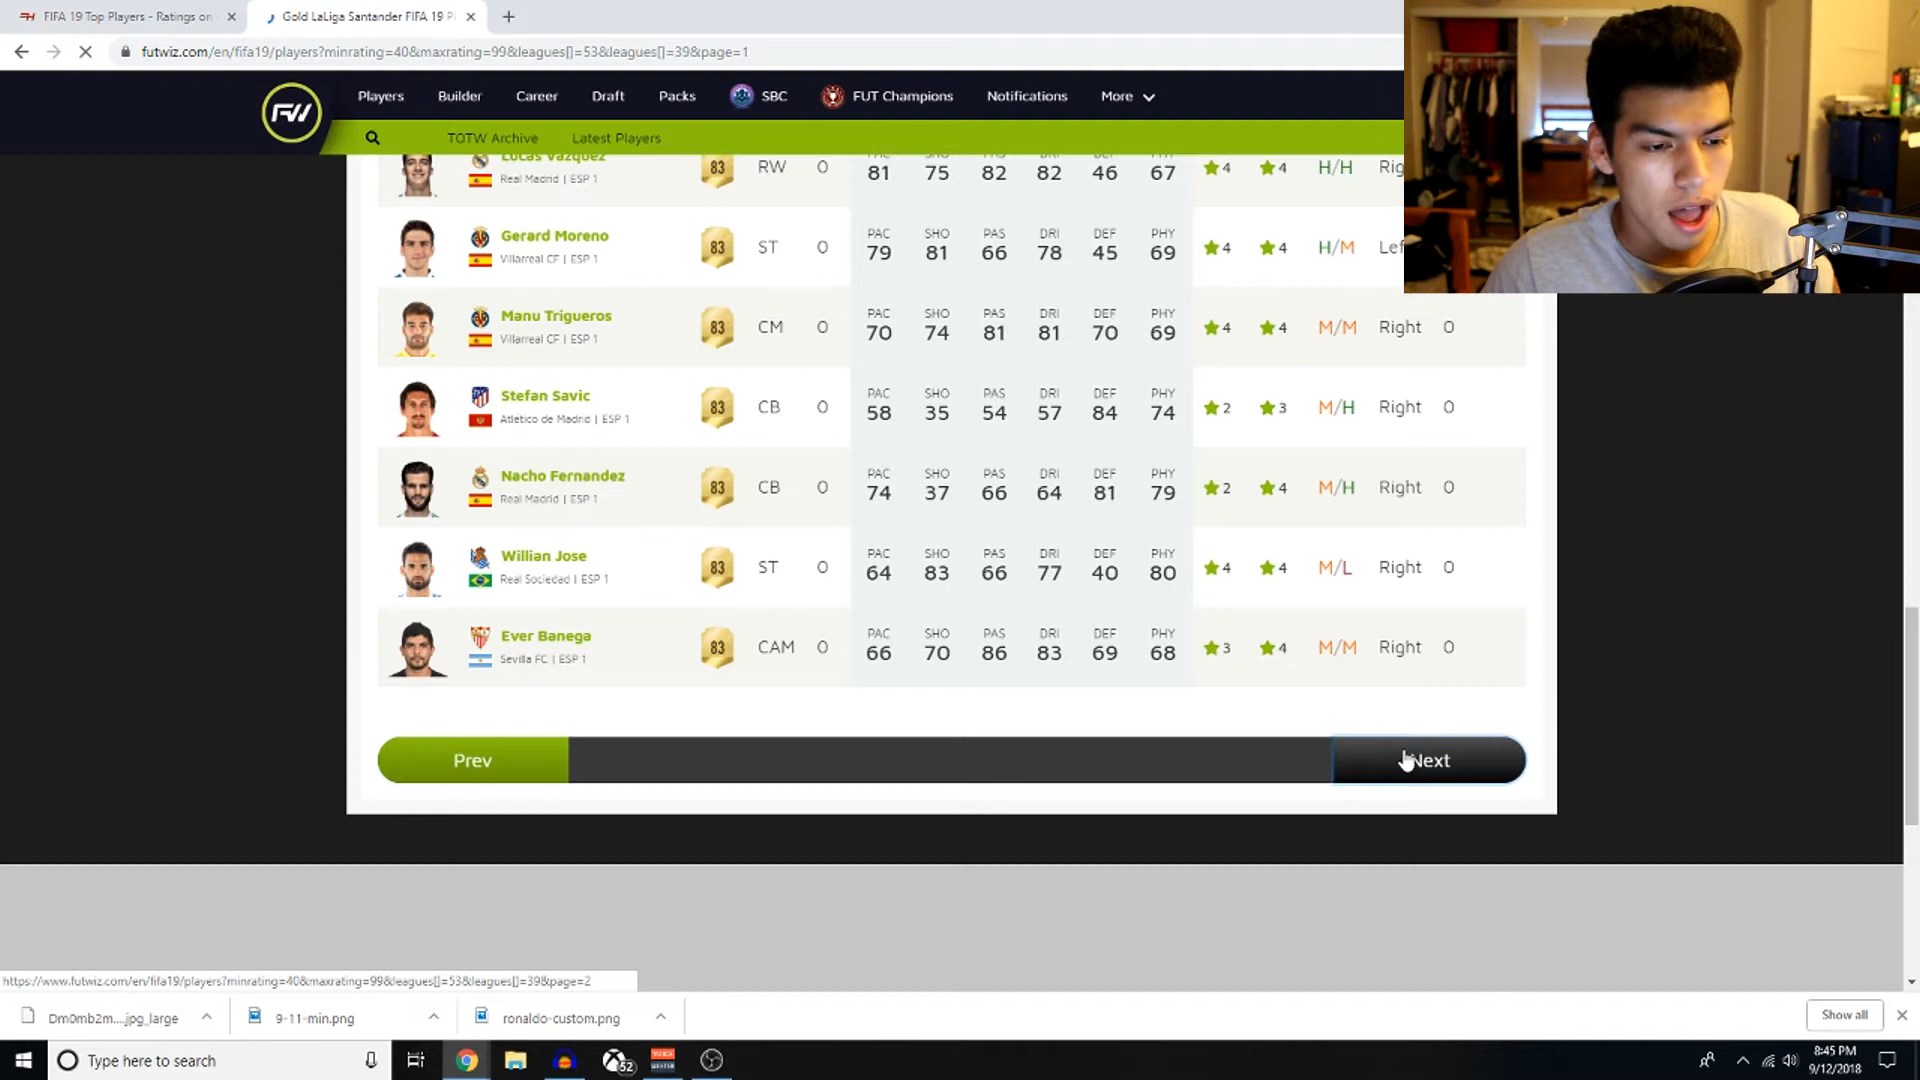 FIFA 19 Top Players - Ratings on
Gold LaLiga Santander FIFA 19 P
futwiz.com/en/fifa19/players?minrating=40&maxrating=99&leagues[]=53&leagues[]=39&page=1
FW
Players Builder Career Draft Packs SBC FUT Champions Notifications More
TOTW Archive Latest Players
Lucas Vazquez
Real Madrid | ESP 1
83 RW 0 81 75 82 82 46 67 4 4 H/H Rig
PAC SHO PAS DRI DEF PHY
Gerard Moreno
Villarreal CF | ESP 1
83 ST 0 79 81 66 78 45 69 4 4 H/M Lef
PAC SHO PAS DRI DEF PHY
Manu Trigueros
Villarreal CF | ESP 1
83 CM 0 70 74 81 81 70 69 4 4 M/M Right 0
PAC SHO PAS DRI DEF PHY
Stefan Savic
Atletico de Madrid | ESP 1
83 CB 0 58 35 54 57 84 74 2 3 M/H Right 0
PAC SHO PAS DRI DEF PHY
Nacho Fernandez
Real Madrid | ESP 1
83 CB 0 74 37 66 64 81 79 2 4 M/H Right 0
PAC SHO PAS DRI DEF PHY
Willian Jose
Real Sociedad | ESP 1
83 ST 0 64 83 66 77 40 80 4 4 M/L Right 0
PAC SHO PAS DRI DEF PHY
Ever Banega
Sevilla FC | ESP 1
83 CAM 0 66 70 86 83 69 68 3 4 M/M Right 0
Prev Next
https://www.futwiz.com/en/fifa19/players?minrating=40&maxrating=99&leagues[]=53&leagues[]=39&page=2
Dm0mb2m....jpg_large 9-11-min.png ronaldo-custom.png Show all
Type here to search
52
8:45 PM
9/12/2018